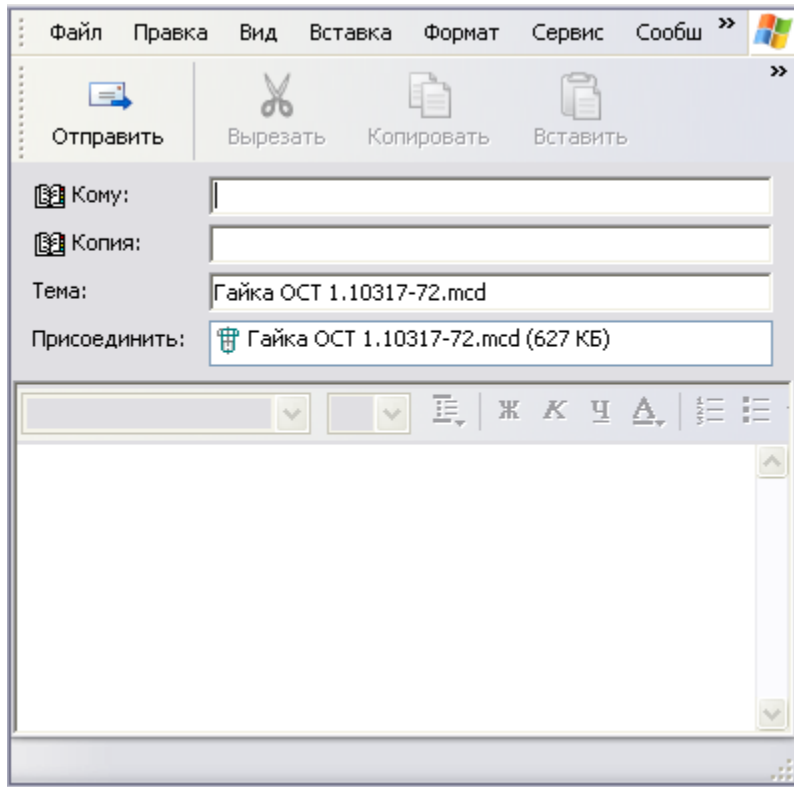 Файл Правка Вид Вставка Формат Сервис Сообщ »
»
Отправить Вырезать Копировать Вставить
Кому:
Копия:
Тема: Гайка ОСТ 1.10317-72.mcd
Присоединить: Гайка ОСТ 1.10317-72.mcd (627 КБ)
Ж К Ч А